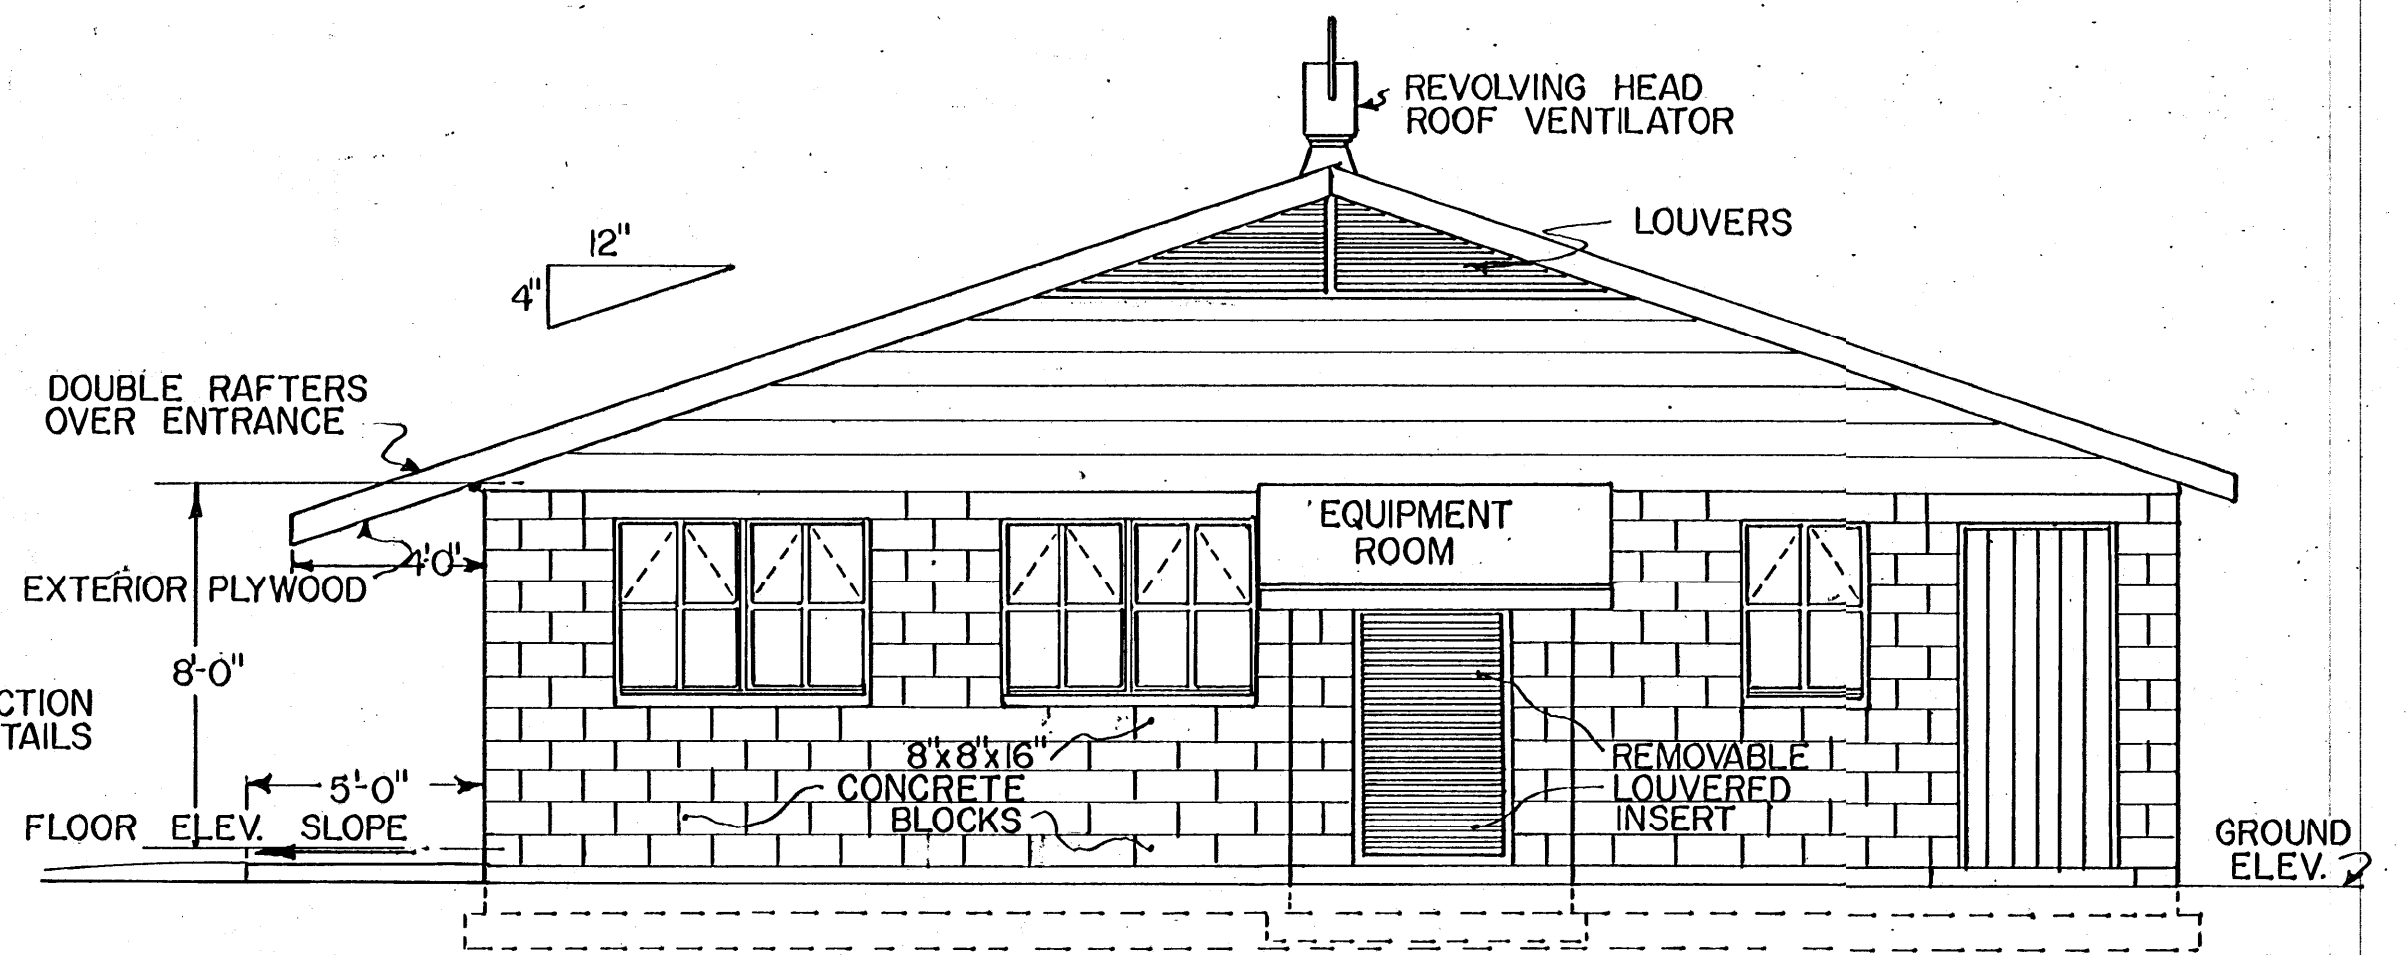 REVOLVING HEAD
ROOF VENTILATOR
LOUVERS
12"
4"
DOUBLE RAFTERS
OVER ENTRANCE
EQUIPMENT
ROOM
4'0"
EXTERIOR PLYWOOD
8'-0"
CTION
TAILS
8"x8"x16"
CONCRETE
BLOCKS
REMOVABLE
LOUVERED
INSERT
5'-0"
FLOOR ELEV. SLOPE
GROUND
ELEV.